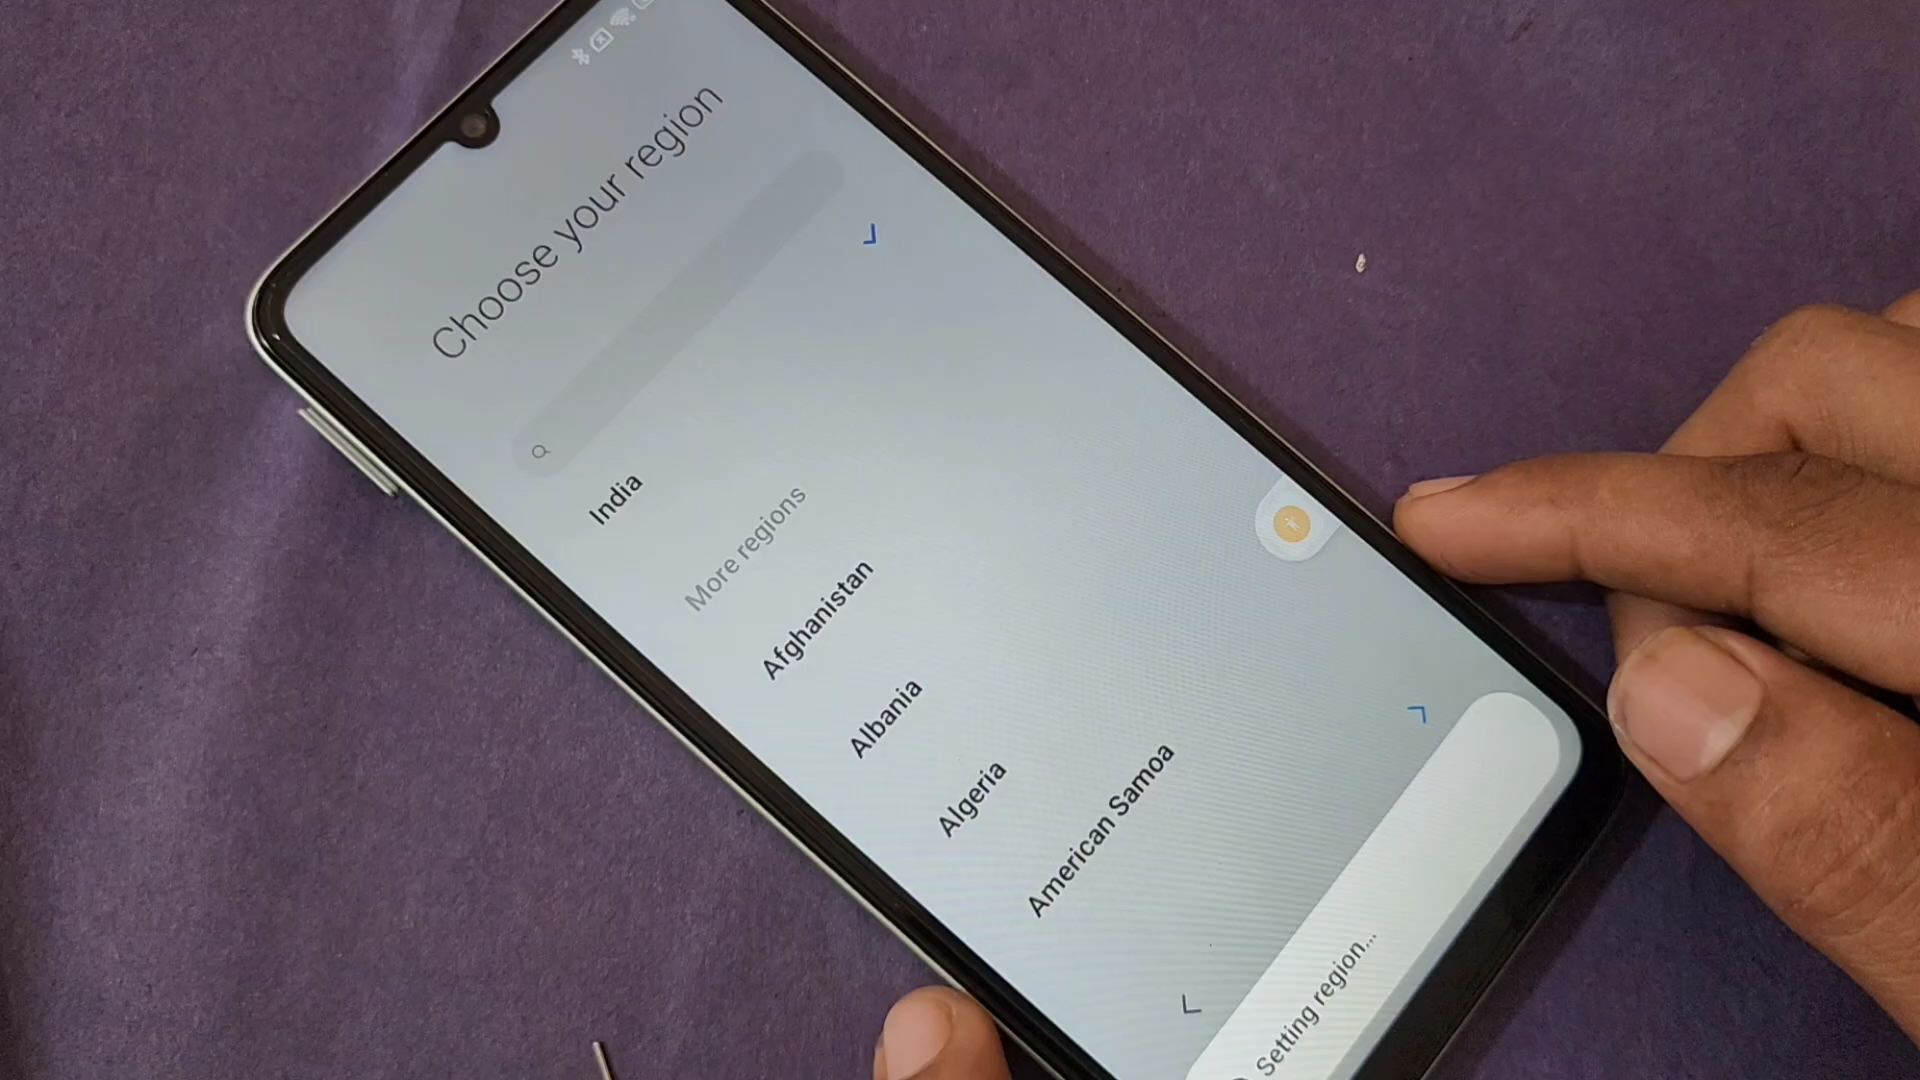 Choose your region
India
More regions
Afghanistan
Albania
Algeria
American Samoa
Setting region...